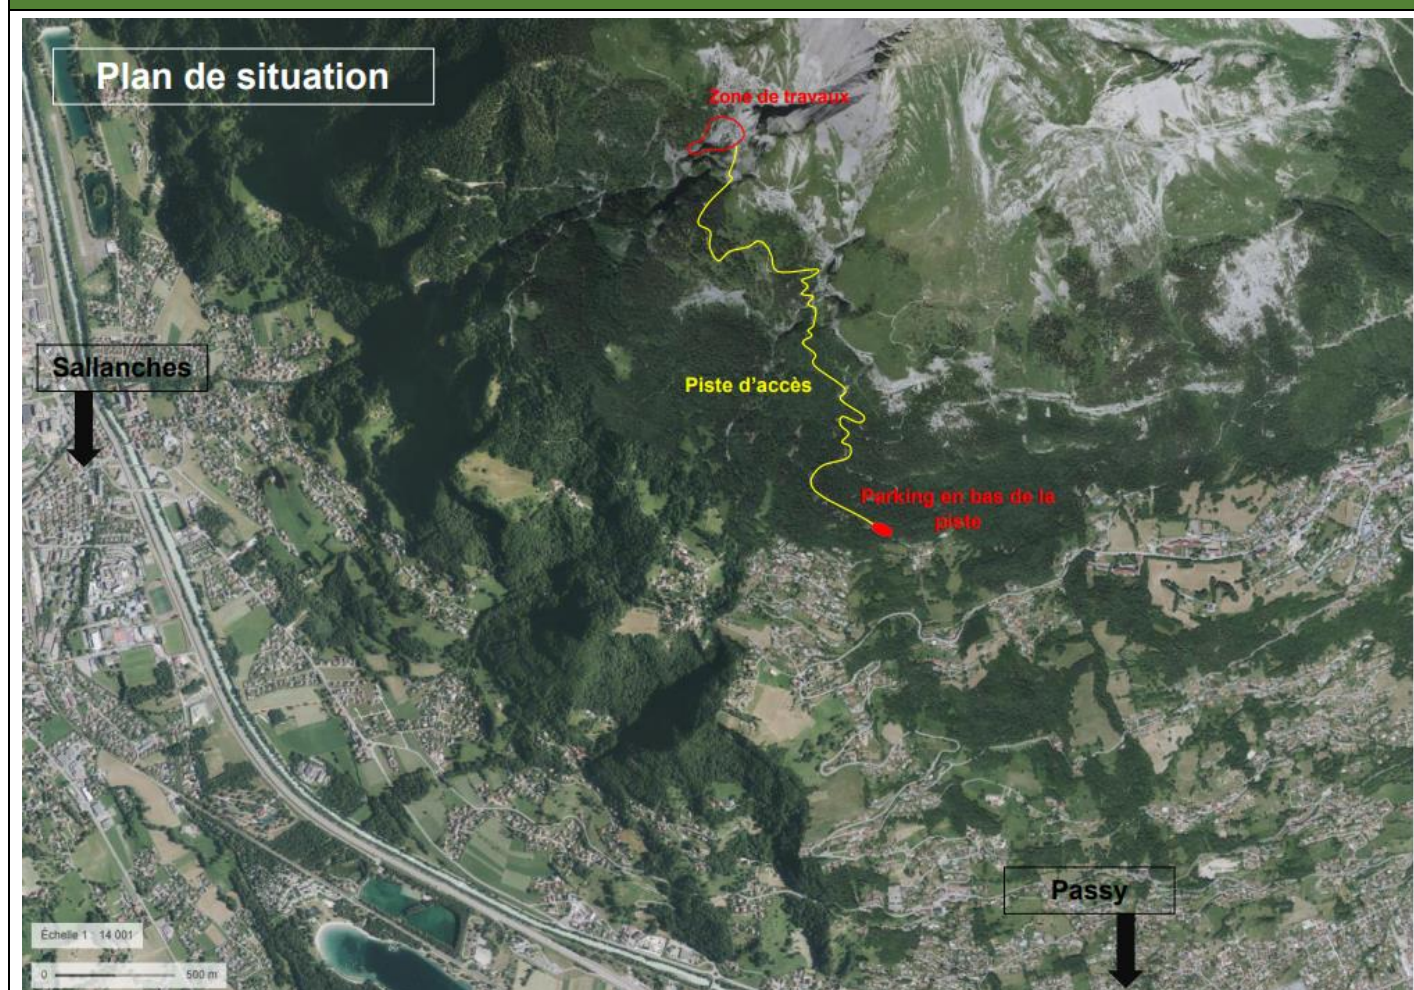 Plan de situation
Zone de travaux
Sallanches
Piste d'accès
Parking en bas de la
piste
Passy
Échelle 1 : 14 001
0 500 m